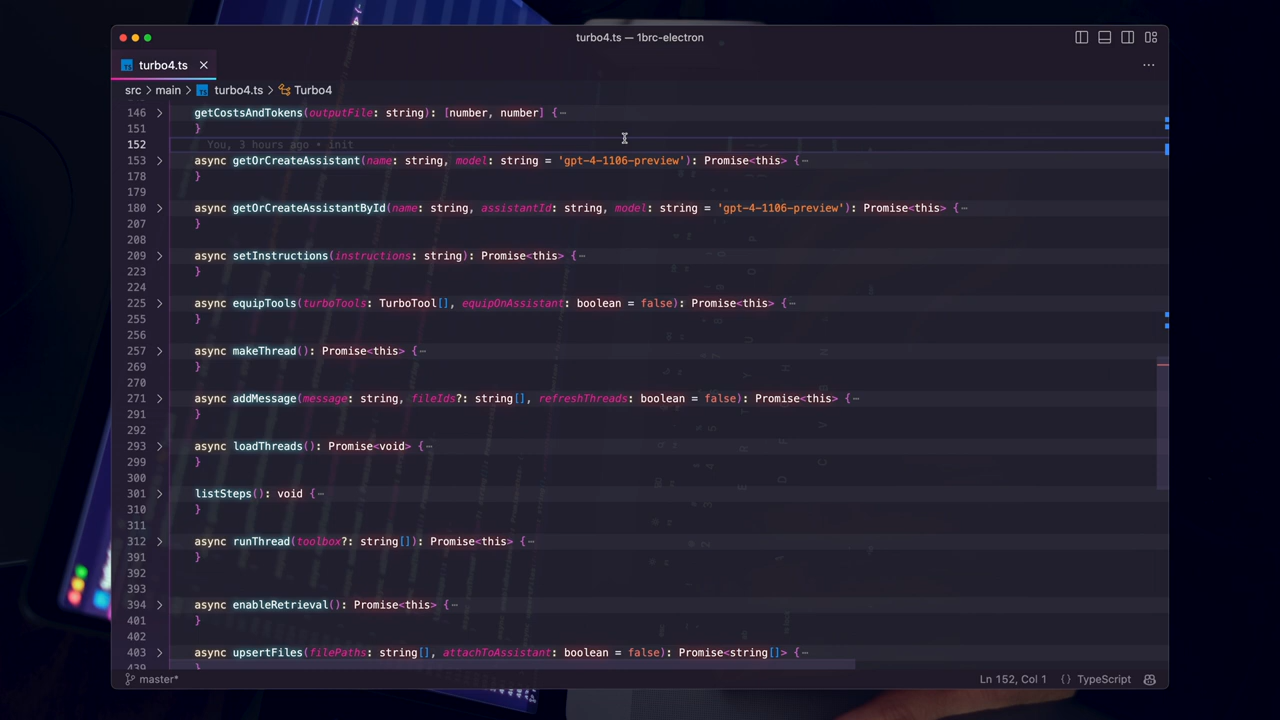 turbo4.ts — 1brc-electron
turbo4.ts
src > main > turbo4.ts > Turbo4
146 getCostsAndTokens(outputFile: string): [number, number] {⋯
151 }
152 You, 3 hours ago • init
153 async getOrCreateAssistant(name: string, model: string = 'gpt-4-1106-preview'): Promise<this> {⋯
178 }
179
180 async getOrCreateAssistantById(name: string, assistantId: string, model: string = 'gpt-4-1106-preview'): Promise<this> {⋯
207 }
208
209 async setInstructions(instructions: string): Promise<this> {⋯
223 }
224
225 async equipTools(turboTools: TurboTool[], equipOnAssistant: boolean = false): Promise<this> {⋯
255 }
256
257 async makeThread(): Promise<this> {⋯
269 }
270
271 async addMessage(message: string, fileIds?: string[], refreshThreads: boolean = false): Promise<this> {⋯
291 }
292
293 async loadThreads(): Promise<void> {⋯
299 }
300
301 listSteps(): void {⋯
310 }
311
312 async runThread(toolbox?: string[]): Promise<this> {⋯
391 }
392
393
394 async enableRetrieval(): Promise<this> {⋯
401 }
402
403 async upsertFiles(filePaths: string[], attachToAssistant: boolean = false): Promise<string[]> {⋯
439 }
master* Ln 152, Col 1 {} TypeScript